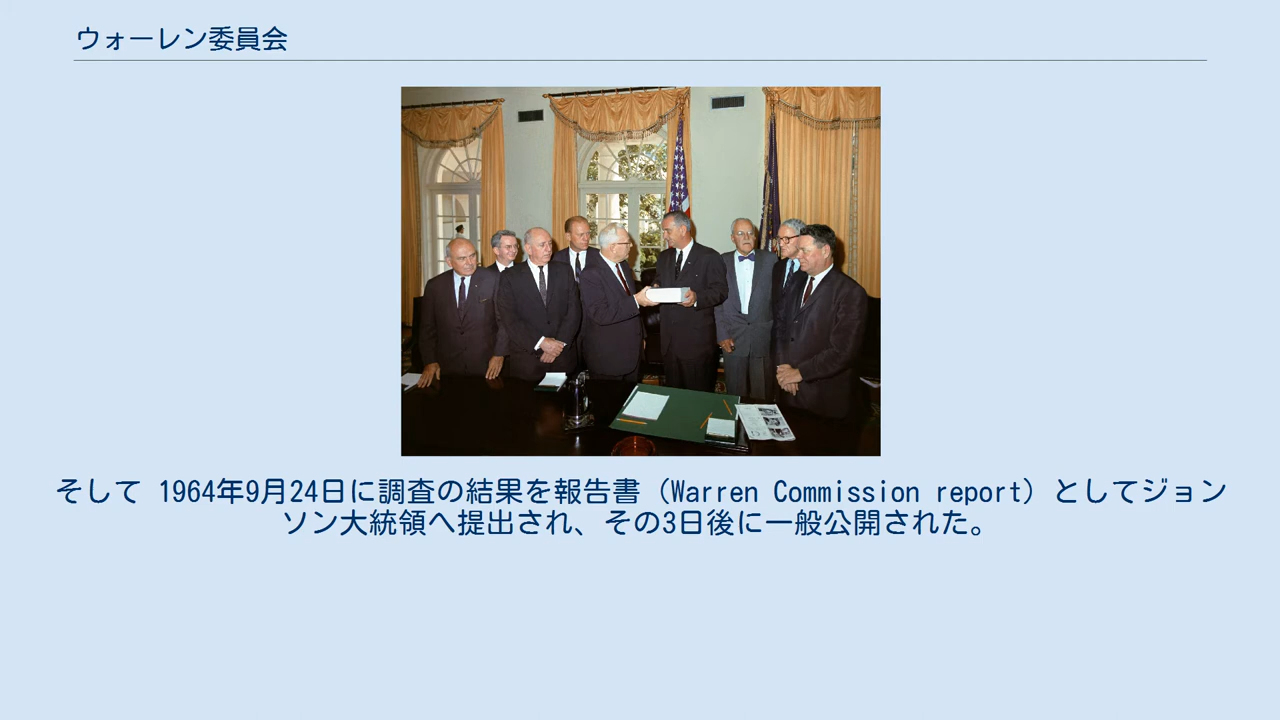 ウォーレン委員会
そして 1964年9月24日に調査の結果を報告書（Warren Commission report）としてジョン
ソン大統領へ提出され、その3日後に一般公開された。